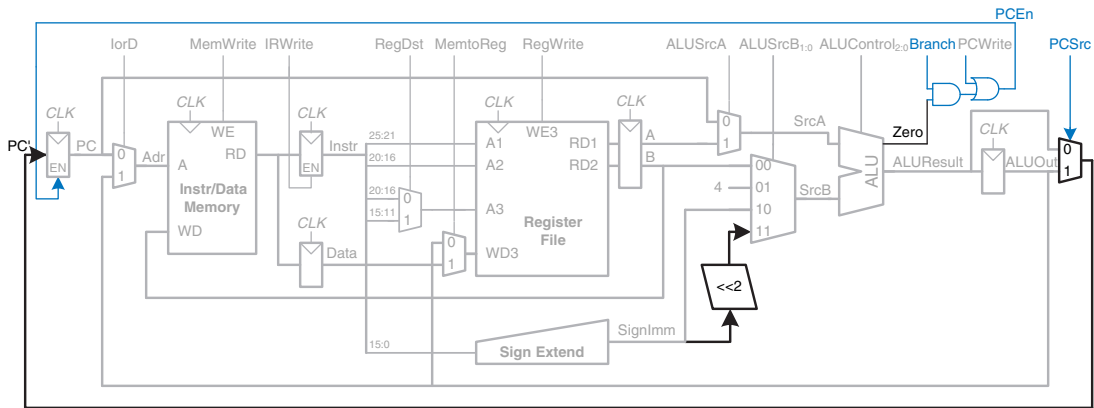 PCEn
IorD MemWrite IRWrite RegDst MemtoReg RegWrite ALUSrcA ALUSrcB1:0 ALUControl2:0 Branch PCWrite PCSrc
CLK CLK CLK CLK CLK CLK
PC' PC EN
0 1 Adr
WE
A RD
Instr/Data
Memory
WD
EN Instr
CLK
Data
25:21
20:16
20:16
15:11
15:0
0 1
0 1
WE3
A1 RD1
A2 RD2
A3
Register
File
WD3
A
B
0 1
SrcA
00
4 01
10
11
SrcB
ALU
Zero
ALUResult
ALUOut
0
1
<<2
SignImm
Sign Extend